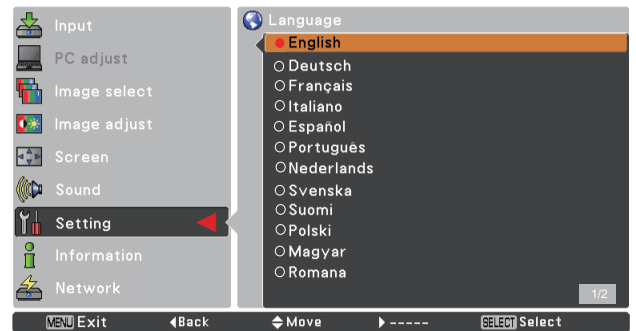 Input
PC adjust
Image select
Image adjust
Screen
Sound
Setting
Information
Network
Language
English
Deutsch
Français
Italiano
Español
Português
Nederlands
Svenska
Suomi
Polski
Magyar
Romana
1/2
MENU Exit Back Move ----- SELECT Select